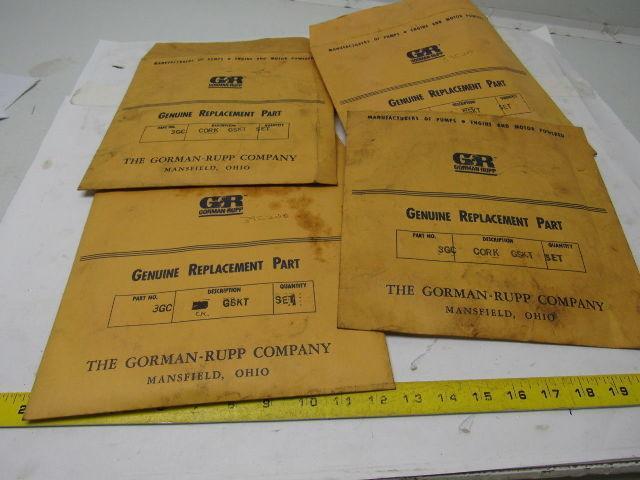 MANUFACTURERS OF PUMPS • ENGINE AND MOTOR POWERED
G&R
GORMAN-RUPP
GENUINE REPLACEMENT PART
PART NO. DESCRIPTION QUANTITY
3GC CORK GSKT SET
THE GORMAN-RUPP COMPANY
MANSFIELD, OHIO
MANUFACTURERS OF PUMPS • ENGINE AND MOTOR POWERED
G&R
GORMAN-RUPP
GENUINE REPLACEMENT PART
DESCRIPTION QUANTITY
GSKT SET
G&R
GORMAN-RUPP
GENUINE REPLACEMENT PART
PART NO. DESCRIPTION QUANTITY
3GC GSKT SET
THE GORMAN-RUPP COMPANY
MANSFIELD, OHIO
MANUFACTURERS OF PUMPS • ENGINE AND MOTOR POWERED
G&R
GORMAN-RUPP
GENUINE REPLACEMENT PART
PART NO. DESCRIPTION QUANTITY
3GC CORK GSKT SET
THE GORMAN-RUPP COMPANY
MANSFIELD, OHIO
2 9 10 11 12 13 14 15 16 17 18 19